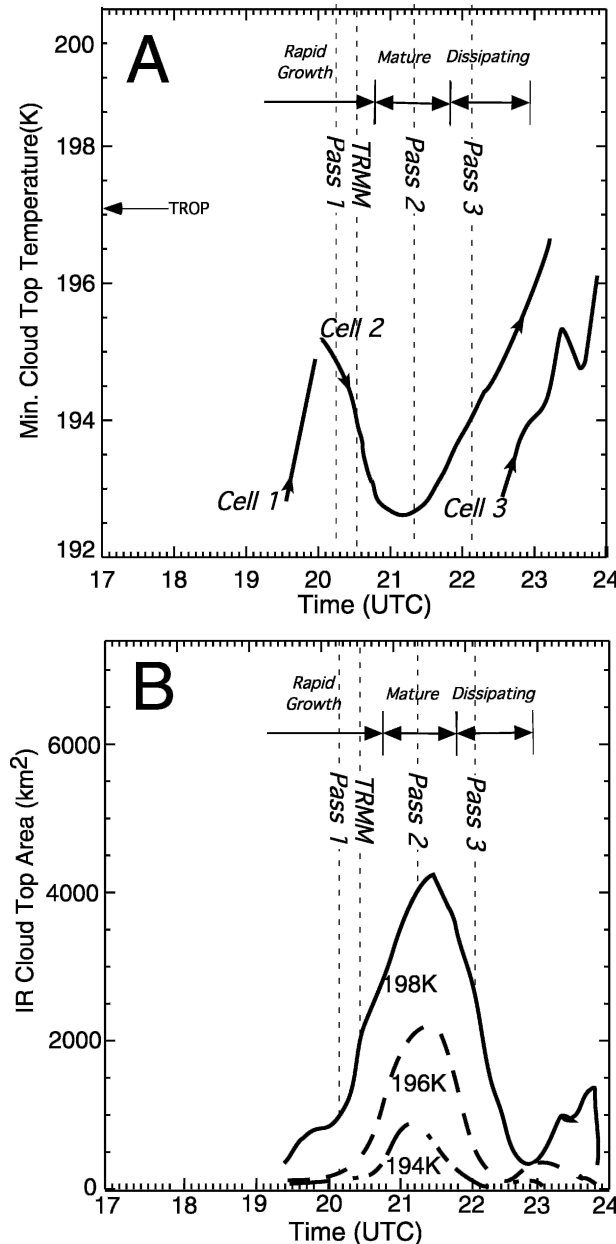 A
Rapid
Growth
Mature
Dissipating
Pass 1
TRMM
Pass 2
Pass 3
TROP
Cell 2
Cell 1
Cell 3
Min. Cloud Top Temperature(K)
200
198
196
194
192
17 18 19 20 21 22 23 24
Time (UTC)
B
Rapid
Growth
Mature
Dissipating
Pass 1
TRMM
Pass 2
Pass 3
198K
196K
194K
IR Cloud Top Area (km²)
6000
4000
2000
0
17 18 19 20 21 22 23 24
Time (UTC)